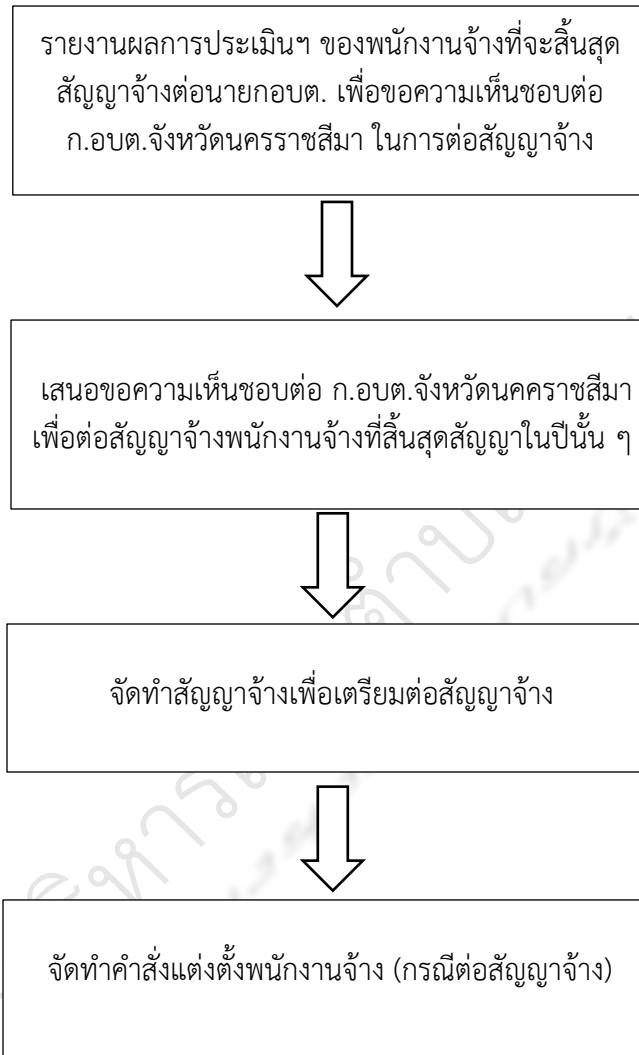 รายงานผลการประเมินฯ ของพนักงานจ้างที่จะสิ้นสุด
สัญญาจ้างต่อนายกอบต. เพื่อขอความเห็นชอบต่อ
ก.อบต.จังหวัดนครราชสีมา ในการต่อสัญญาจ้าง
เสนอขอความเห็นชอบต่อ ก.อบต.จังหวัดนคคราชสีมา
เพื่อต่อสัญญาจ้างพนักงานจ้างที่สิ้นสุดสัญญาในปีนั้น ๆ
จัดทำสัญญาจ้างเพื่อเตรียมต่อสัญญาจ้าง
จัดทำคำสั่งแต่งตั้งพนักงานจ้าง (กรณีต่อสัญญาจ้าง)